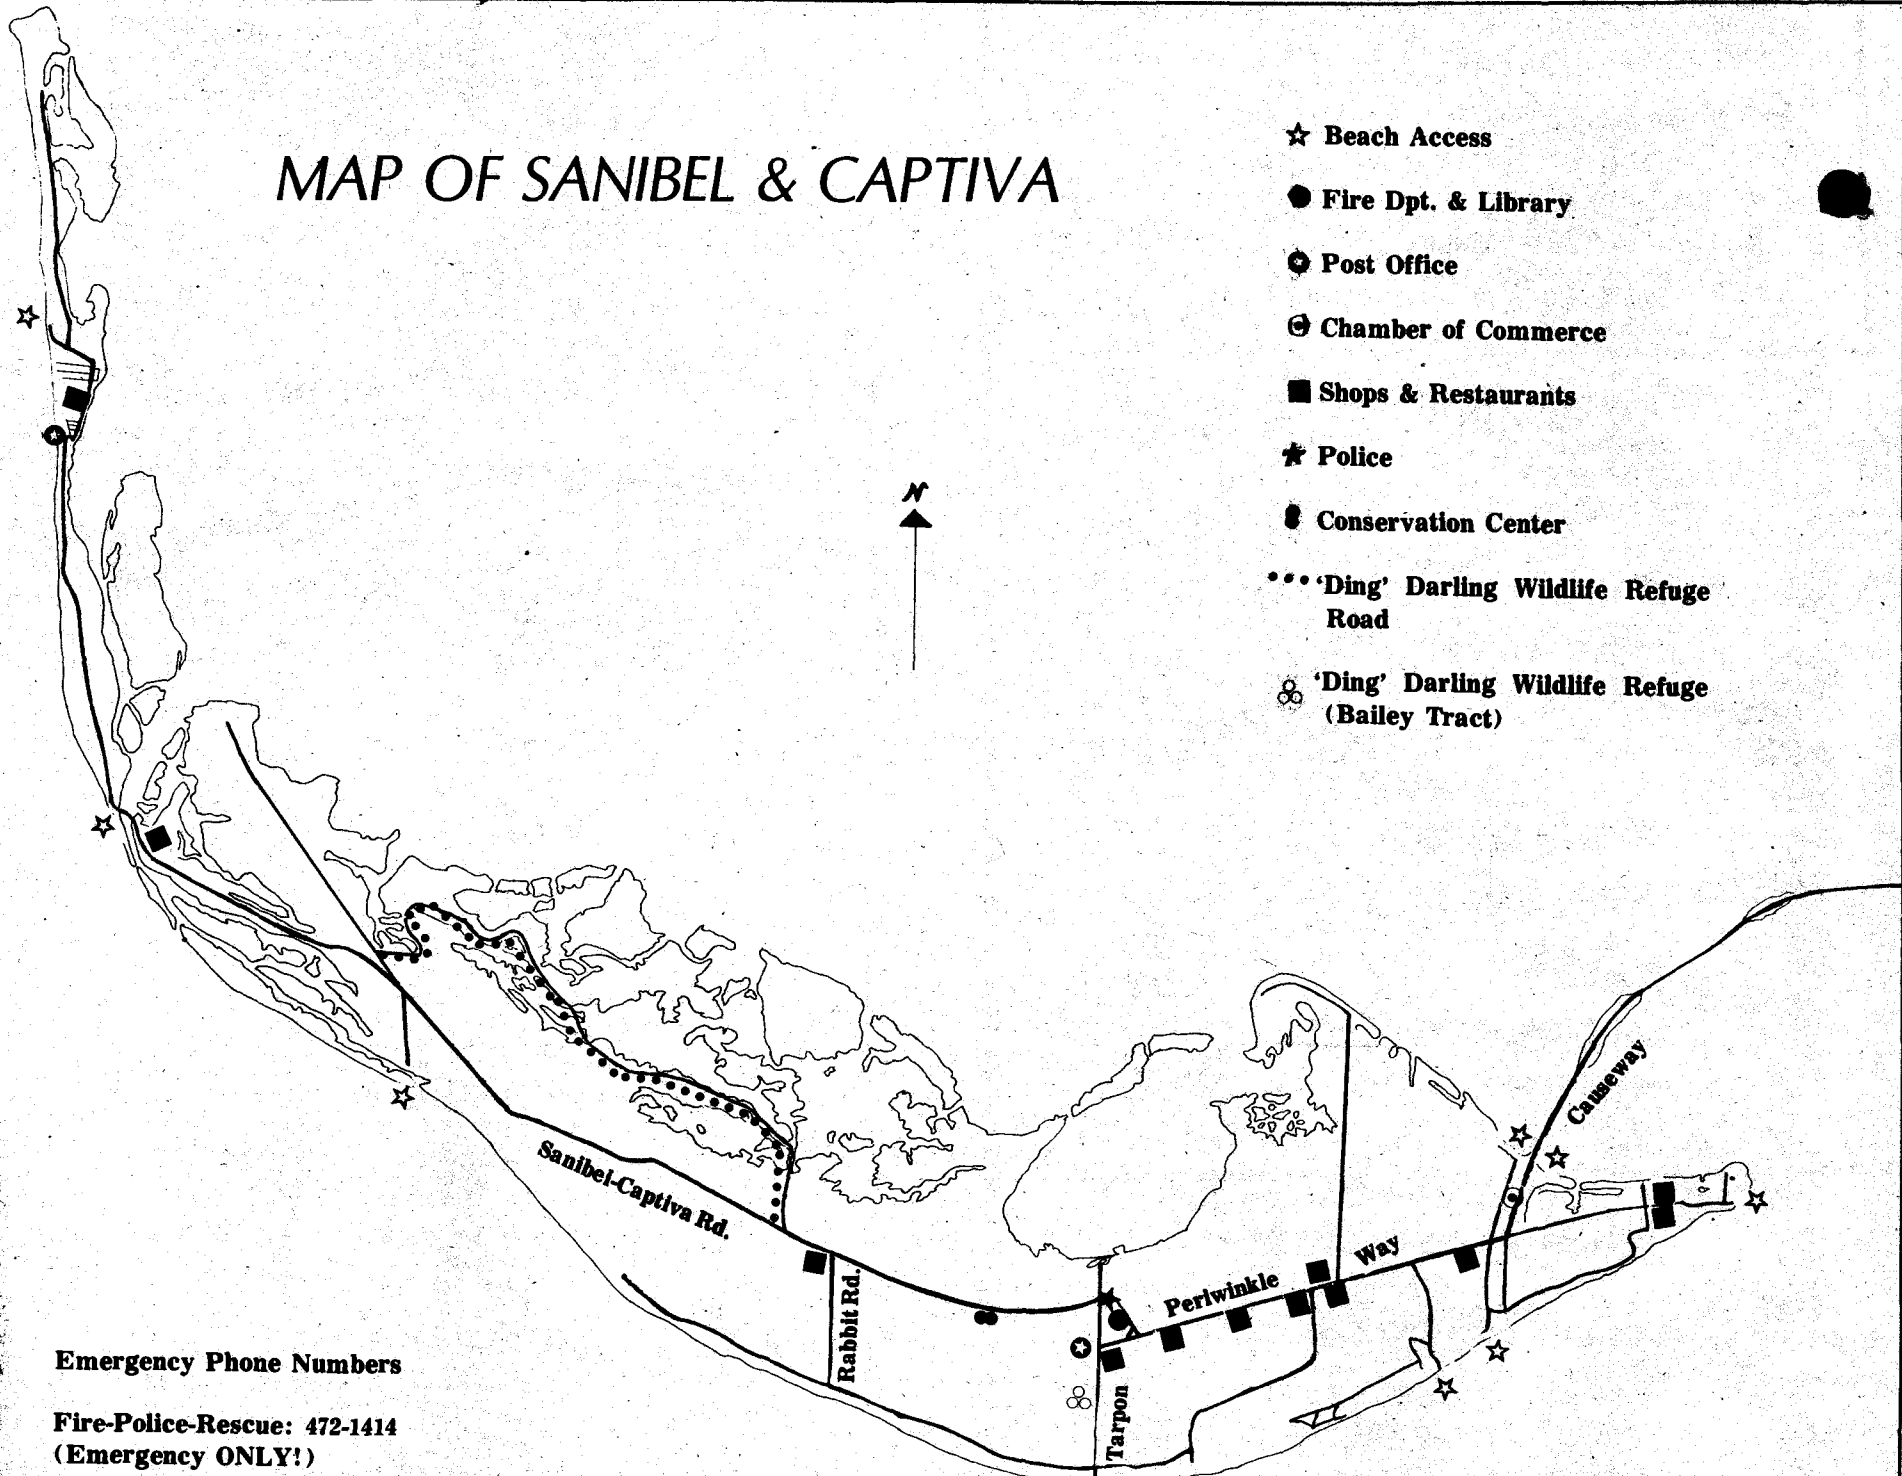 MAP OF SANIBEL & CAPTIVA
Beach Access
Fire Dpt. & Library
Post Office
Chamber of Commerce
Shops & Restaurants
Police
Conservation Center
'Ding' Darling Wildlife Refuge
Road
'Ding' Darling Wildlife Refuge
(Bailey Tract)
N
Causeway
Sanibel-Captiva Rd.
Rabbit Rd.
Periwinkle Way
Tarpon
Emergency Phone Numbers
Fire-Police-Rescue: 472-1414
(Emergency ONLY!)